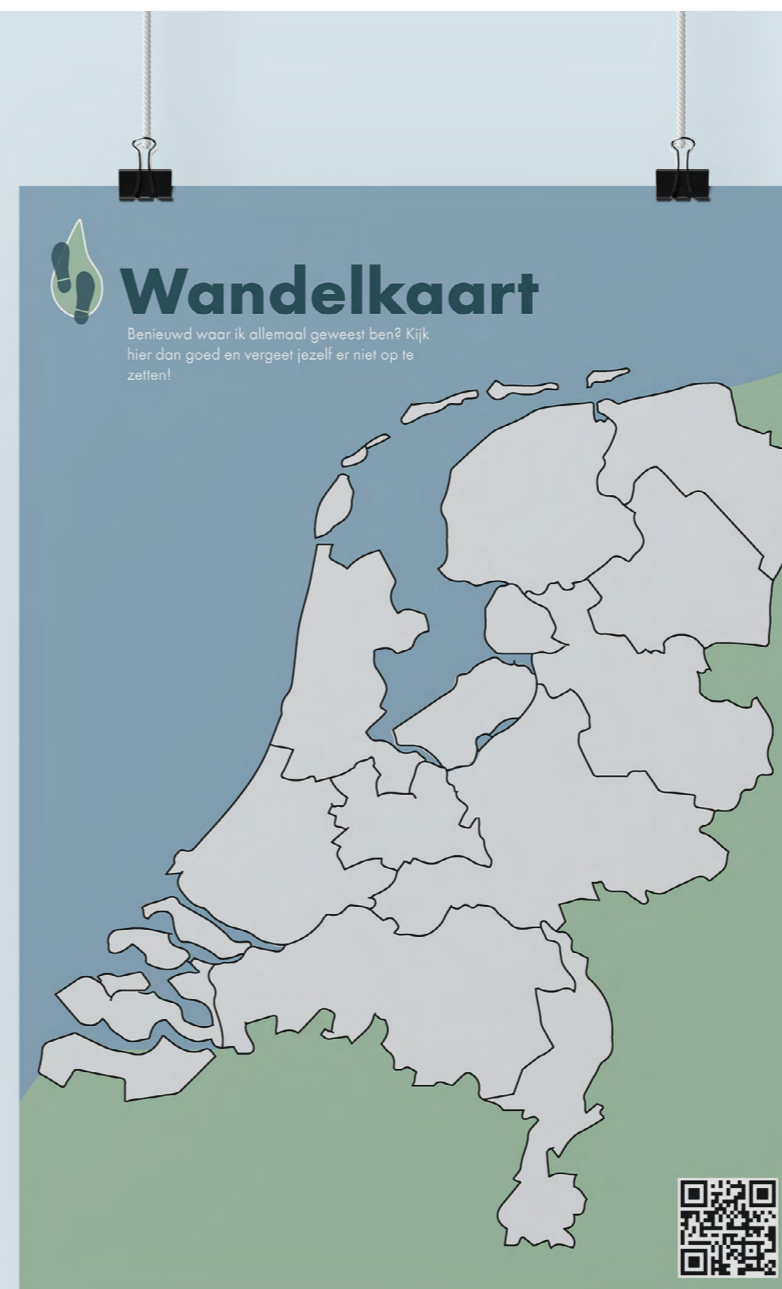 Wandelkaart
Benieuwd waar ik allemaal geweest ben? Kijk
hier dan goed en vergeet jezelf er niet op te
zetten!